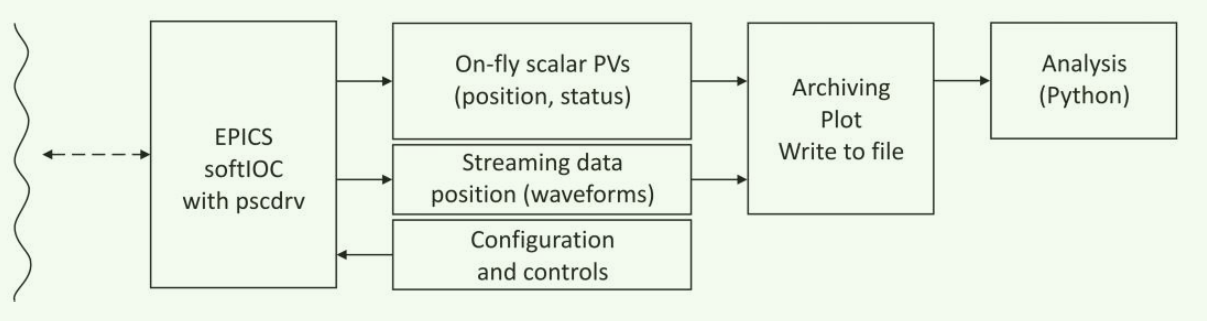 EPICS
softIOC
with pscdrv
On-fly scalar PVs
(position, status)
Streaming data
position (waveforms)
Configuration
and controls
Archiving
Plot
Write to file
Analysis
(Python)